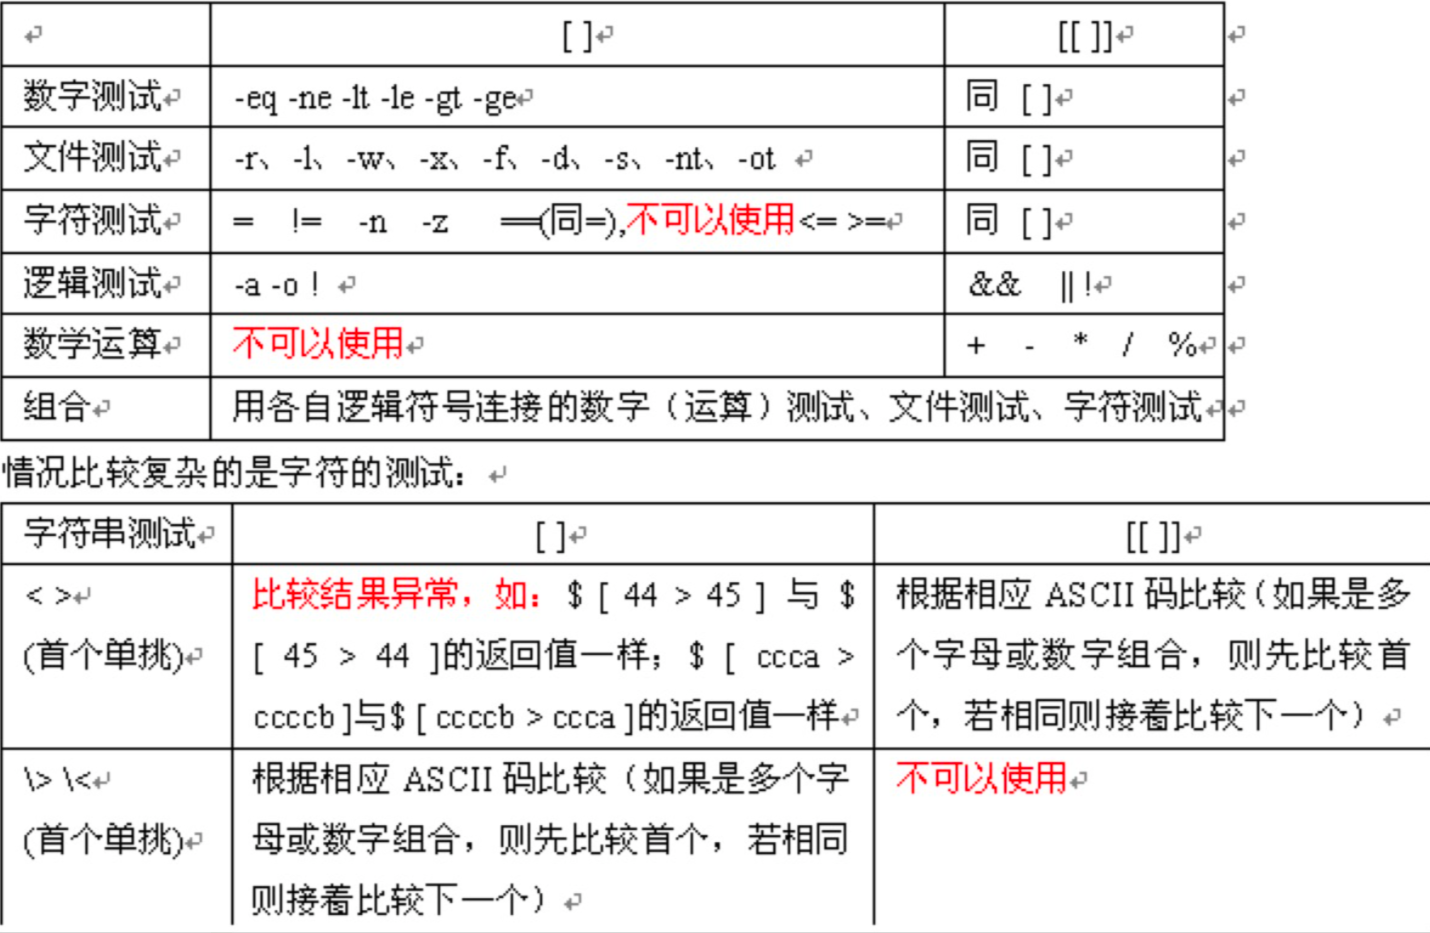 [ ] [[ ]]
数字测试 -eq -ne -lt -le -gt -ge 同 [ ]
文件测试 -r、-l、-w、-x、-f、-d、-s、-nt、-ot 同 [ ]
字符测试 = != -n -z ==(同=),不可以使用<= >= 同 [ ]
逻辑测试 -a -o ! && || !
数学运算 不可以使用 + - * / %
组合 用各自逻辑符号连接的数字（运算）测试、文件测试、字符测试
情况比较复杂的是字符的测试：
字符串测试 [ ] [[ ]]
< >
(首个单挑)
比较结果异常，如：$ [ 44 > 45 ] 与 $
[ 45 > 44 ]的返回值一样；$ [ ccca >
ccccb ]与$ [ ccccb > ccca ]的返回值一样
根据相应 ASCII 码比较（如果是多
个字母或数字组合，则先比较首
个，若相同则接着比较下一个）
\> \<
(首个单挑)
根据相应 ASCII 码比较（如果是多个字
母或数字组合，则先比较首个，若相同
则接着比较下一个）
不可以使用